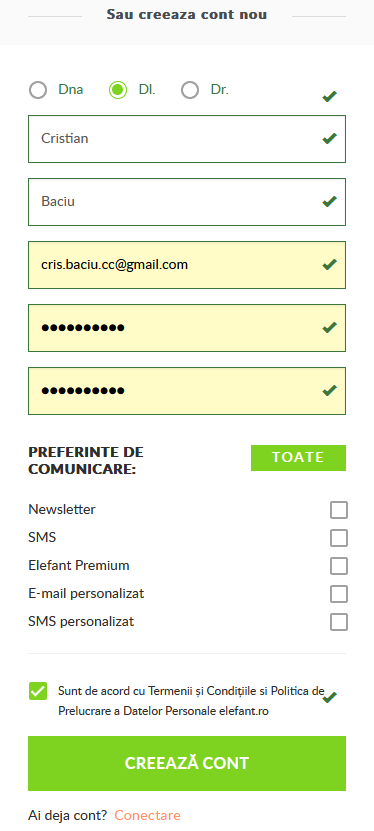 Sau creeaza cont nou
Dna Dl. Dr.
Cristian
Baciu
cris.baciu.cc@gmail.com
●●●●●●●●●●
●●●●●●●●●●
PREFERINTE DE
COMUNICARE:
TOATE
Newsletter
SMS
Elefant Premium
E-mail personalizat
SMS personalizat
Sunt de acord cu Termenii și Condițiile si Politica de
Prelucrare a Datelor Personale elefant.ro
CREEAZĂ CONT
Ai deja cont? Conectare